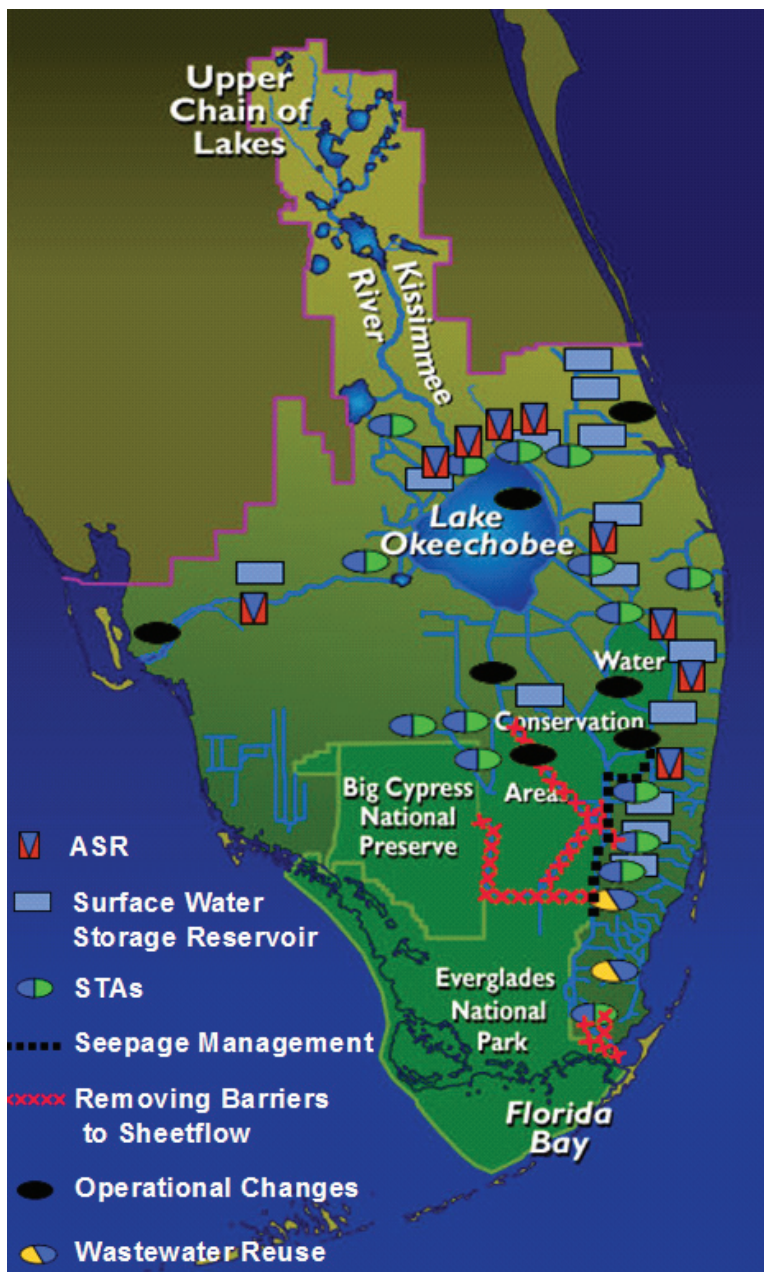 Upper
Chain of
Lakes
Kissimmee
River
Lake
Okeechobee
Water
Conservation
Areas
Big Cypress
National
Preserve
Everglades
National
Park
Florida
Bay
ASR
Surface Water
Storage Reservoir
STAs
Seepage Management
Removing Barriers
to Sheetflow
Operational Changes
Wastewater Reuse